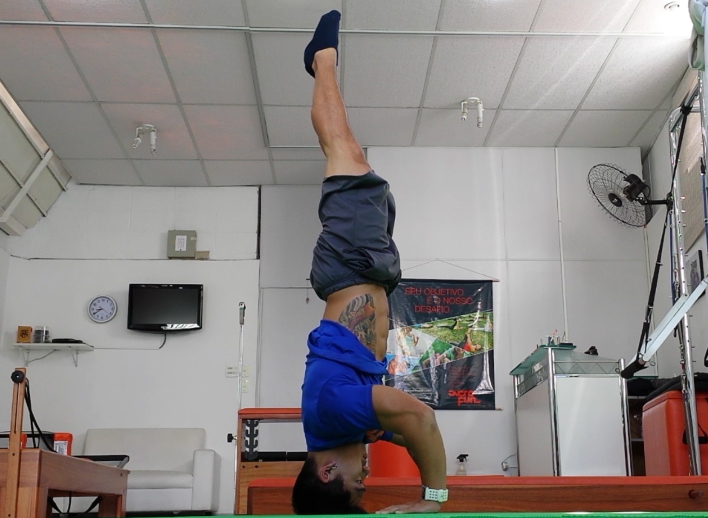 SEU OBJETIVO
É O NOSSO
DESAFIO